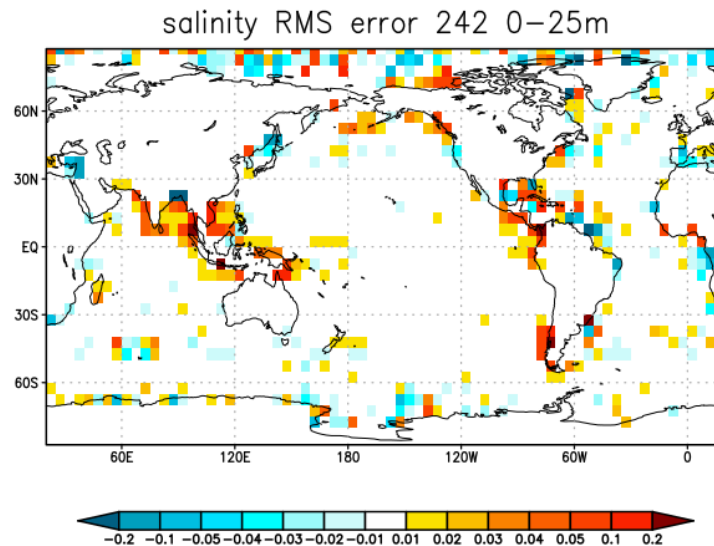 salinity RMS error 242 0-25m
60N
30N
EQ
30S
60S
60E 120E 180 120W 60W 0
-0.2 -0.1 -0.05 -0.04 -0.03 -0.01 0.01 0.02 0.03 0.04 0.05 0.1 0.2